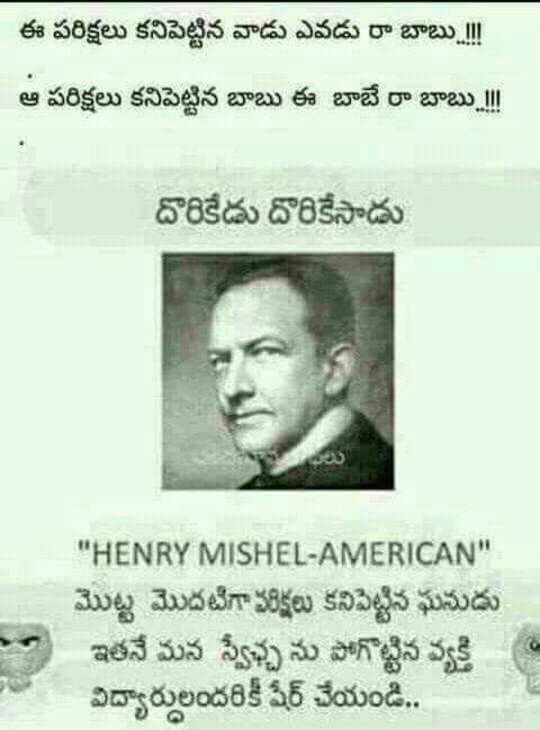 ఈ పరిక్షలు కనిపెట్టిన వాడు ఎవడు రా బాబు..!!!
ఆ పరిక్షలు కనిపెట్టిన బాబు ఈ బాబే రా బాబు..!!!
.
దొరికేడు దొరికేసాడు
"HENRY MISHEL-AMERICAN"
మొట్ట మొదటిగా పరిక్షలు కనిపెట్టిన ఘనుడు
ఇతనే మన స్వేఛ్ఛ ను పోగొట్టిన వ్యక్తి
విద్యార్దులందరికీ షేర్ చేయండి..